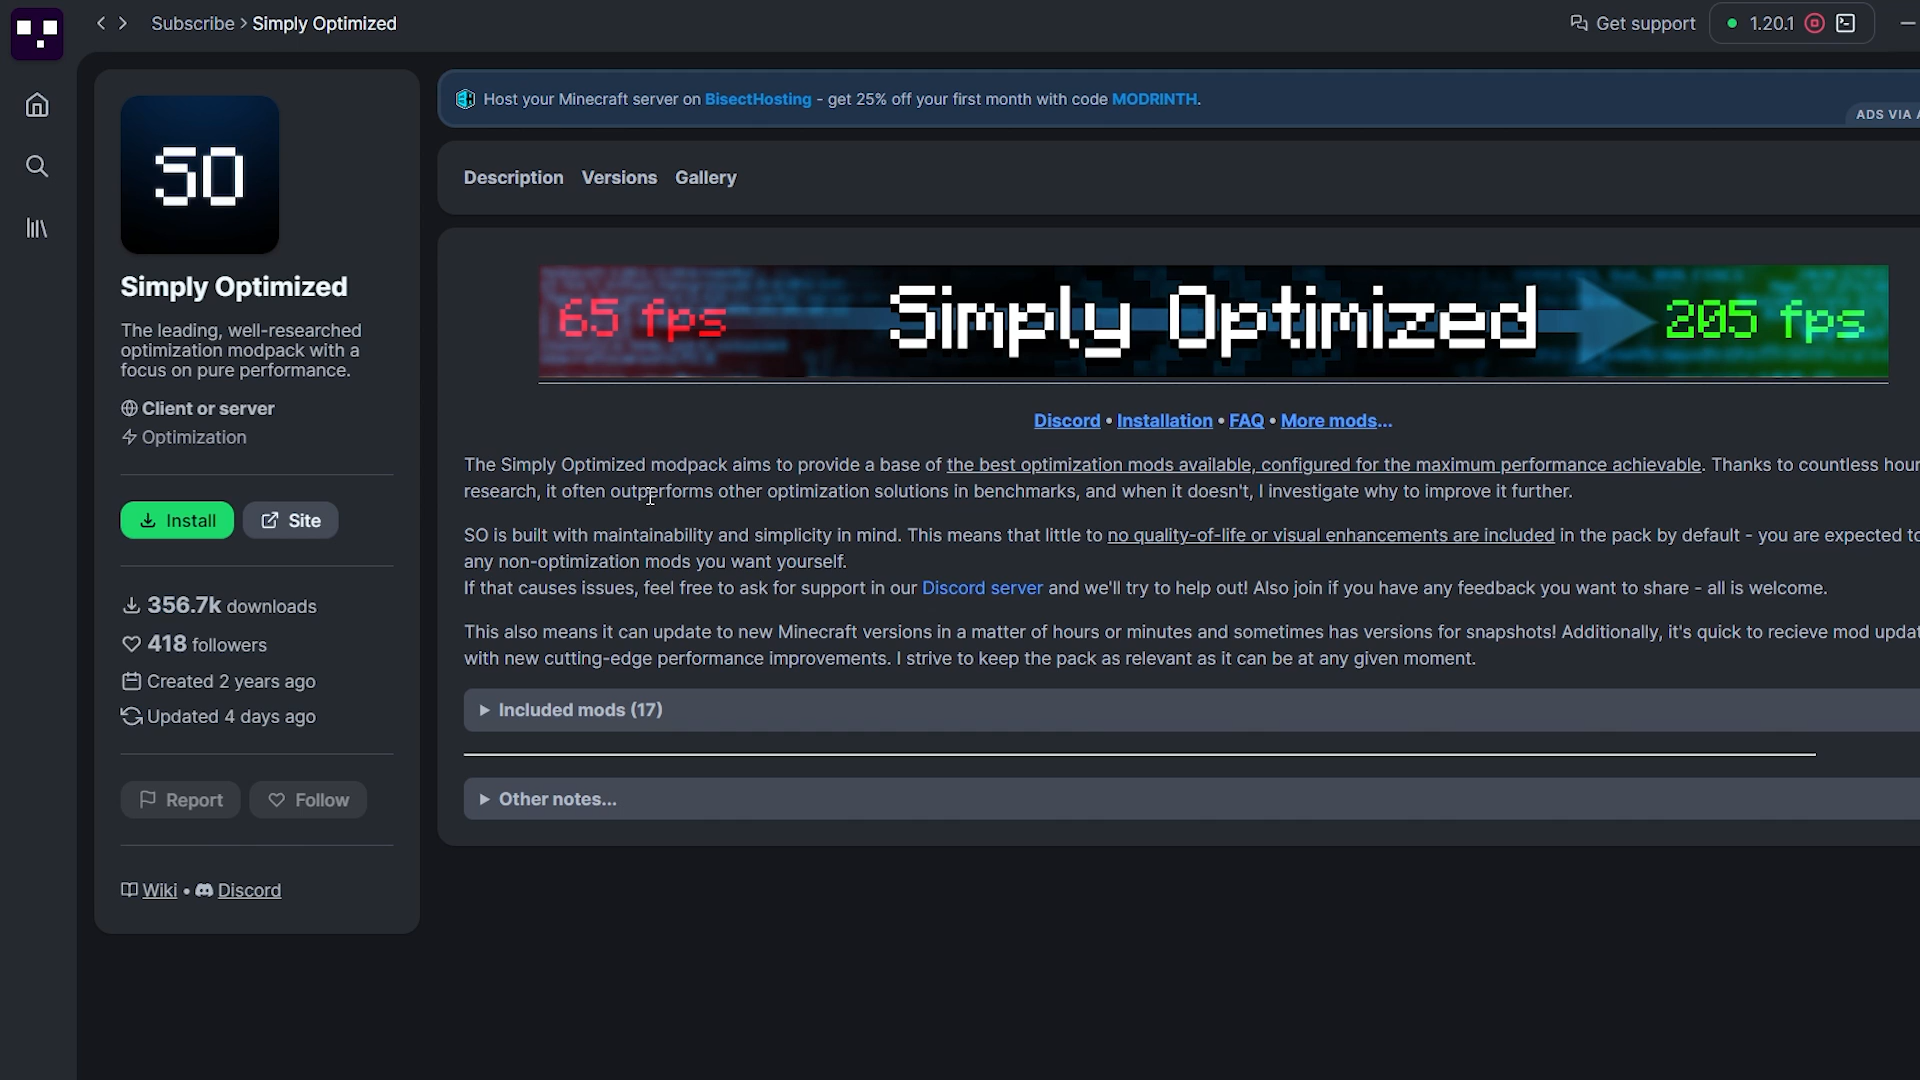 Subscribe > Simply Optimized
Get support
1.20.1
SO
Simply Optimized
The leading, well-researched
optimization modpack with a
focus on pure performance.
Client or server
Optimization
Install
Site
356.7k downloads
418 followers
Created 2 years ago
Updated 4 days ago
Report
Follow
Wiki • Discord
Host your Minecraft server on BisectHosting - get 25% off your first month with code MODRINTH.
ADS VIA
Description Versions Gallery
65 fps
Simply Optimized
205 fps
Discord • Installation • FAQ • More mods...
The Simply Optimized modpack aims to provide a base of the best optimization mods available, configured for the maximum performance achievable. Thanks to countless hour
research, it often outperforms other optimization solutions in benchmarks, and when it doesn't, I investigate why to improve it further.
SO is built with maintainability and simplicity in mind. This means that little to no quality-of-life or visual enhancements are included in the pack by default - you are expected to
any non-optimization mods you want yourself.
If that causes issues, feel free to ask for support in our Discord server and we'll try to help out! Also join if you have any feedback you want to share - all is welcome.
This also means it can update to new Minecraft versions in a matter of hours or minutes and sometimes has versions for snapshots! Additionally, it's quick to recieve mod updat
with new cutting-edge performance improvements. I strive to keep the pack as relevant as it can be at any given moment.
Included mods (17)
Other notes...